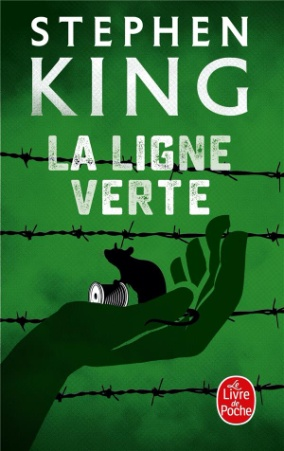 STEPHEN
KING
LA LIGNE
VERTE
Le
Livre
de
Poche